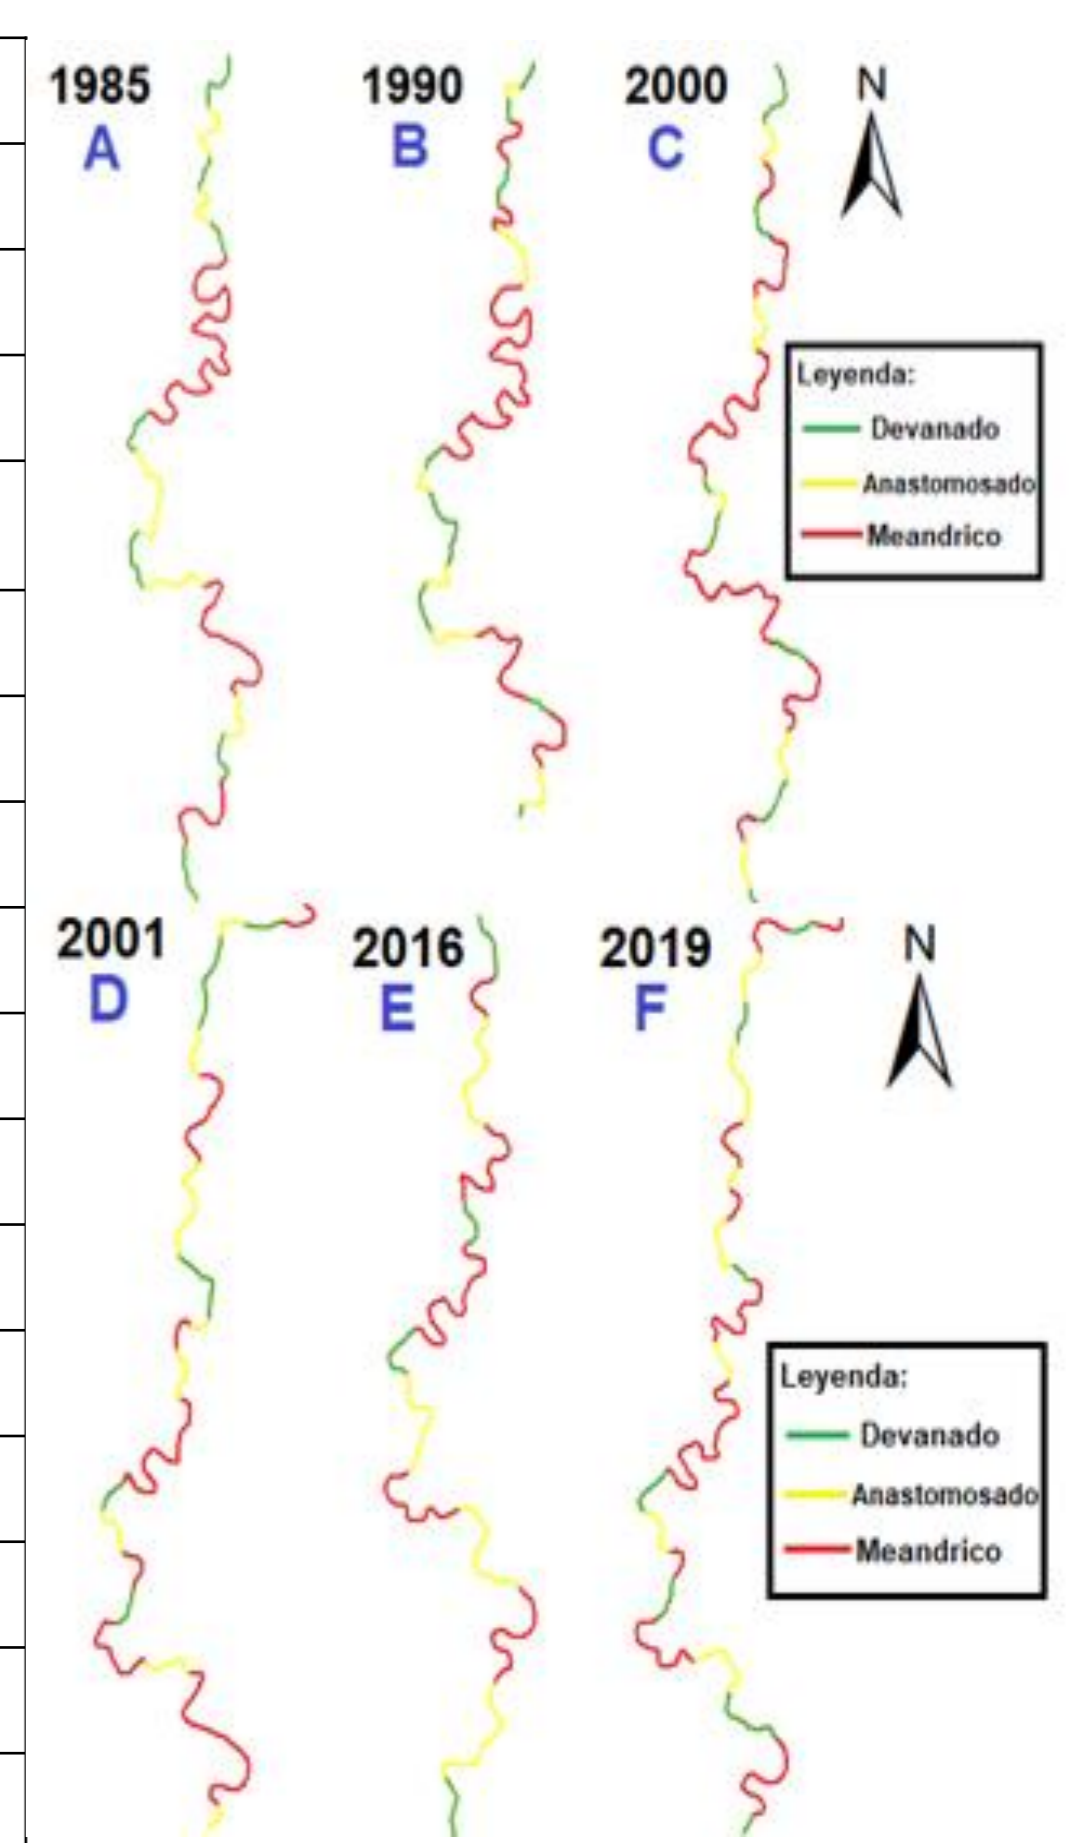 1985
A
1990
B
2000
C
N
Leyenda:
Devanado
Anastomosado
Meandrico
2001
D
2016
E
2019
F
N
Leyenda:
Devanado
Anastomosado
Meandrico